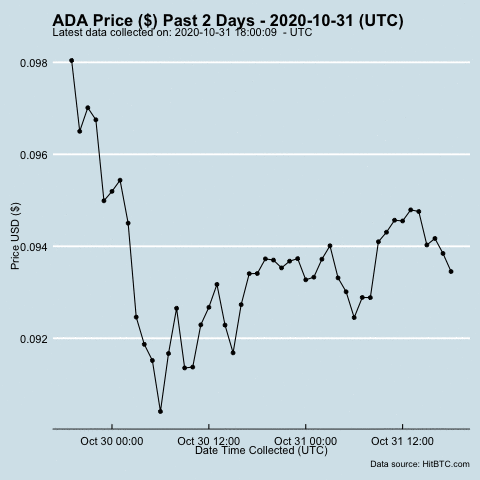 ADA Price ($) Past 2 Days - 2020-10-31 (UTC)
Latest data collected on: 2020-10-31 18:00:09  - UTC
0.098
0.096
0.094
0.092
Price USD ($)
Oct 30 00:00 Oct 30 12:00 Oct 31 00:00 Oct 31 12:00
Date Time Collected (UTC)
Data source: HitBTC.com